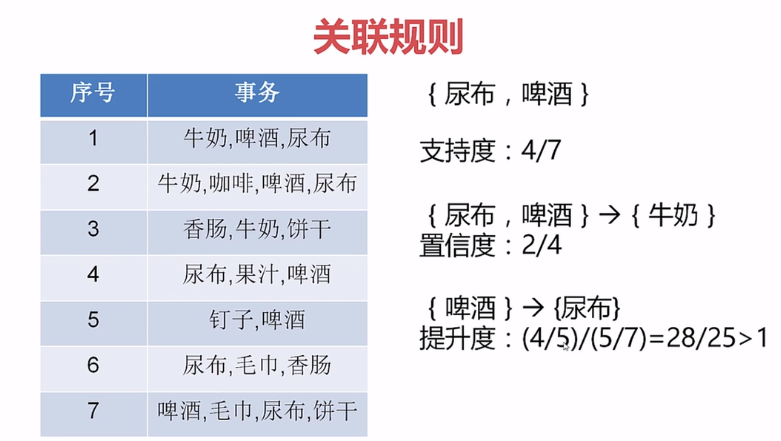 关联规则
序号 事务
1 牛奶,啤酒,尿布
2 牛奶,咖啡,啤酒,尿布
3 香肠,牛奶,饼干
4 尿布,果汁,啤酒
5 钉子,啤酒
6 尿布,毛巾,香肠
7 啤酒,毛巾,尿布,饼干
{ 尿布，啤酒 }
支持度：4/7
{ 尿布，啤酒 } → { 牛奶 }
置信度：2/4
{ 啤酒 } → {尿布}
提升度：(4/5)/(5/7)=28/25>1